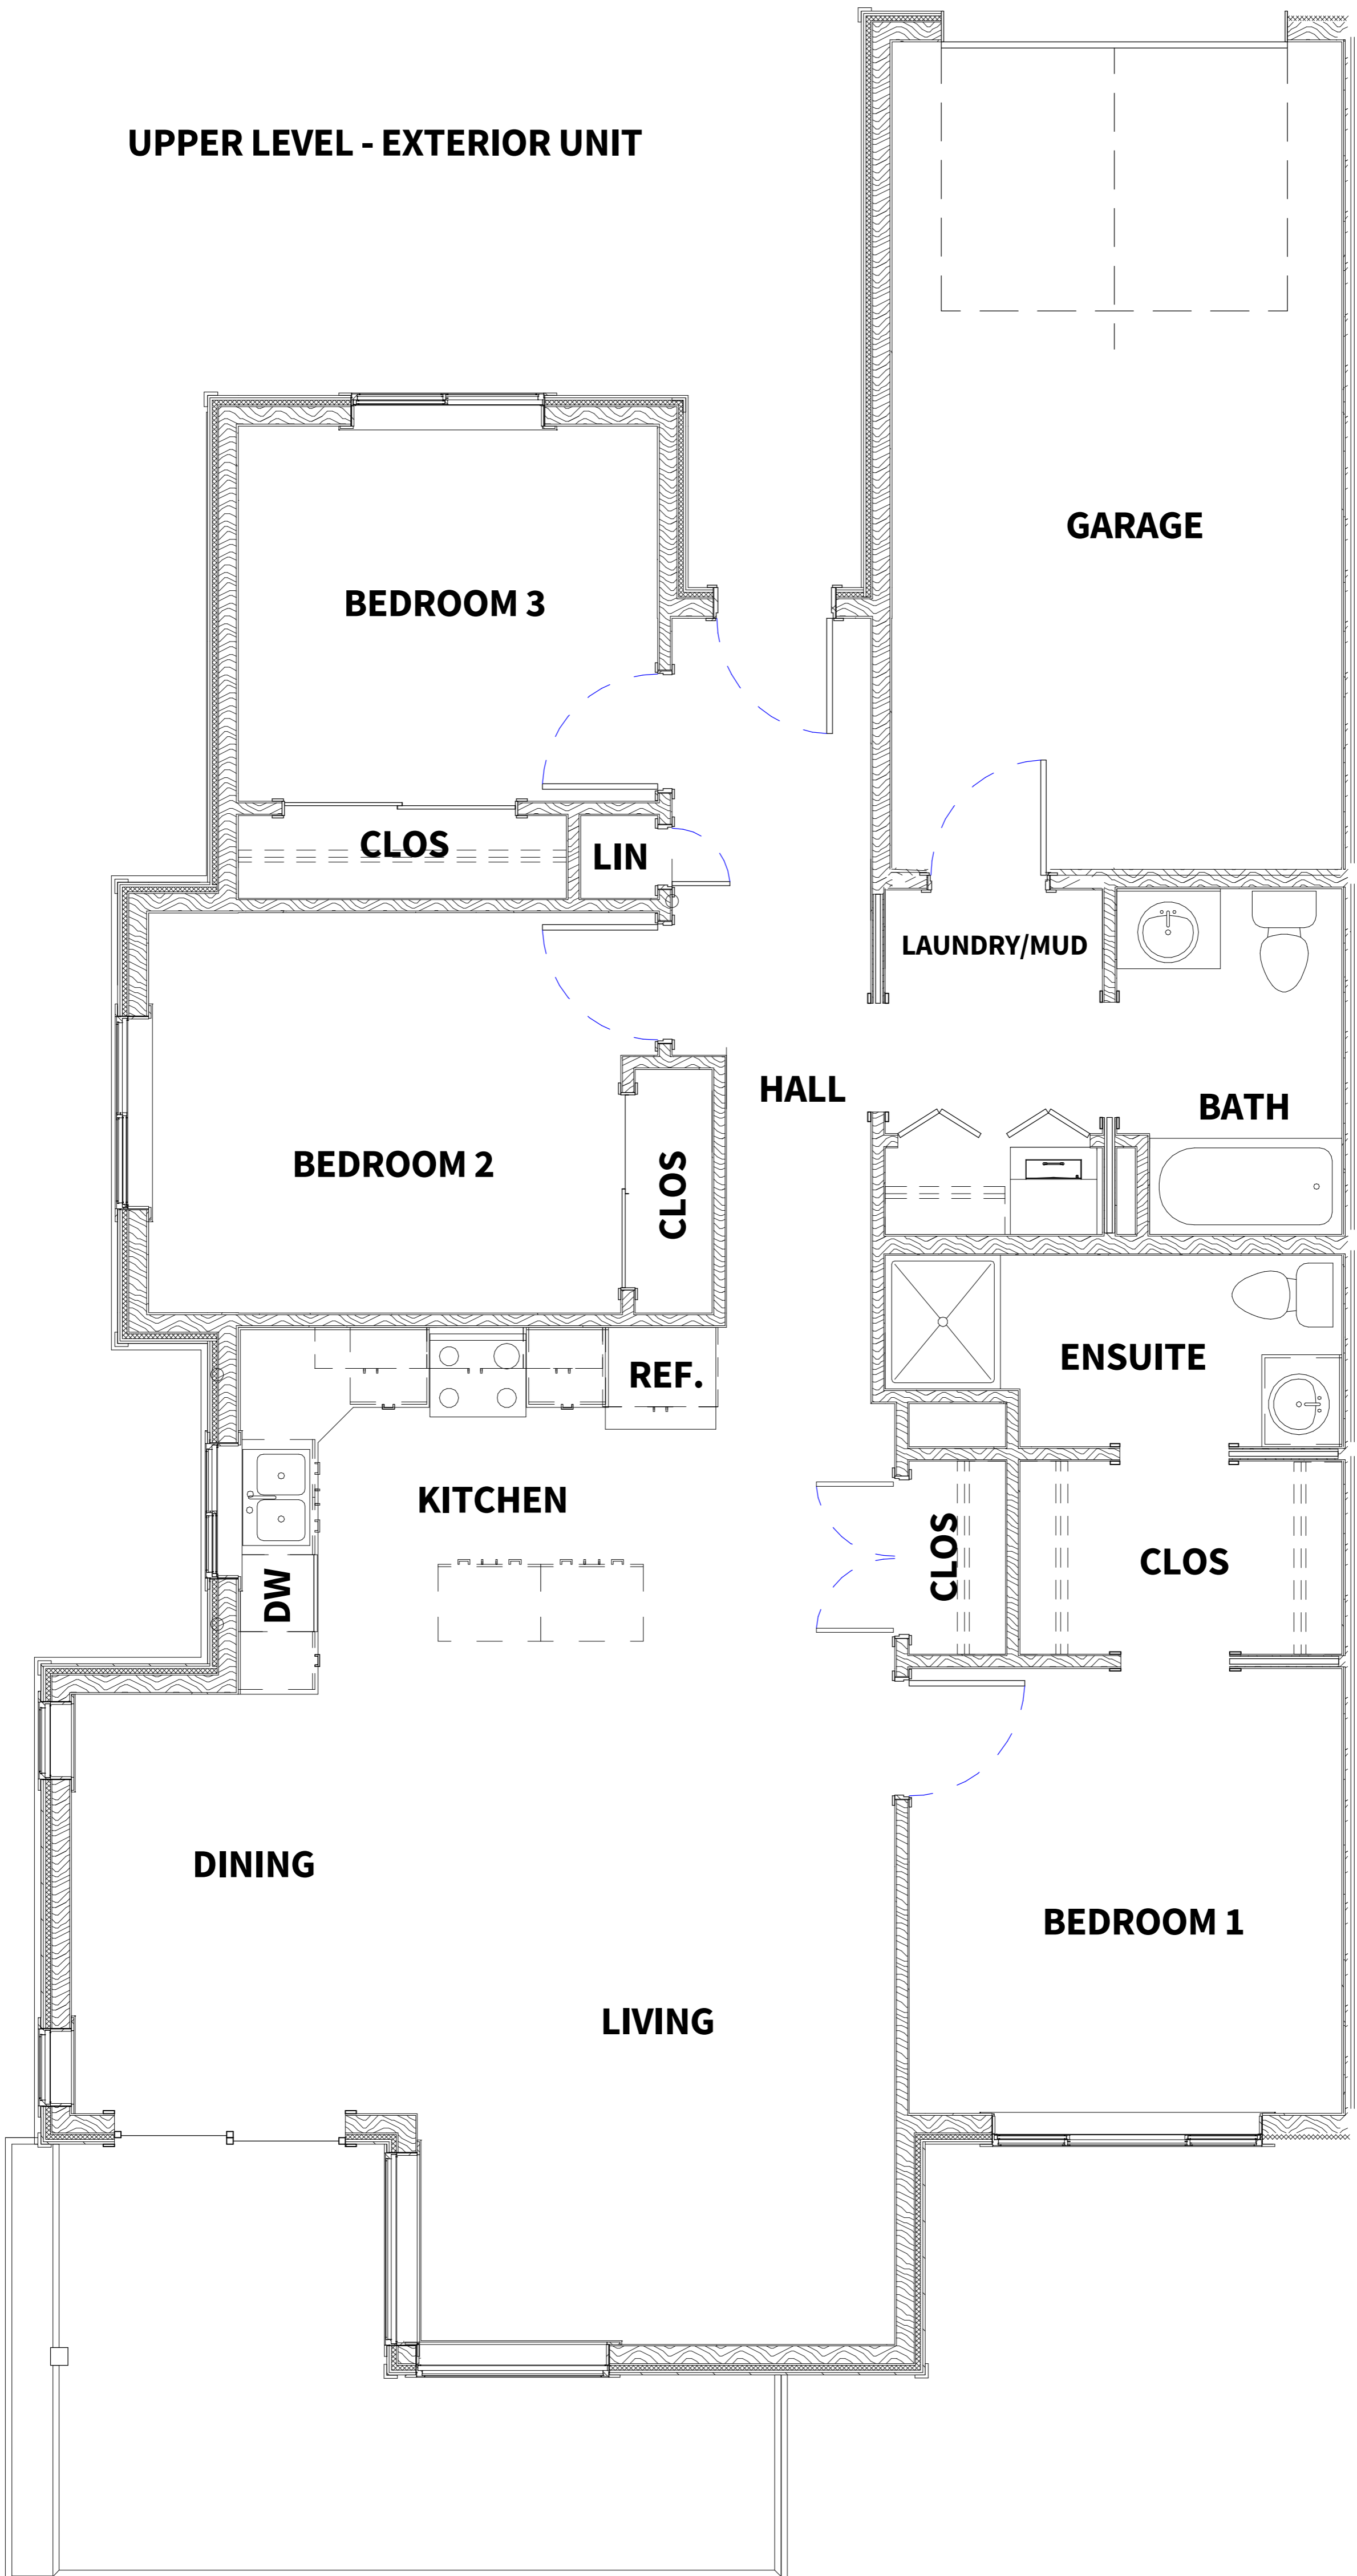 UPPER LEVEL - EXTERIOR UNIT
GARAGE
BEDROOM 3
CLOS
LIN
LAUNDRY/MUD
HALL
BATH
BEDROOM 2
CLOS
ENSUITE
REF.
KITCHEN
CLOS
CLOS
DW
DINING
BEDROOM 1
LIVING